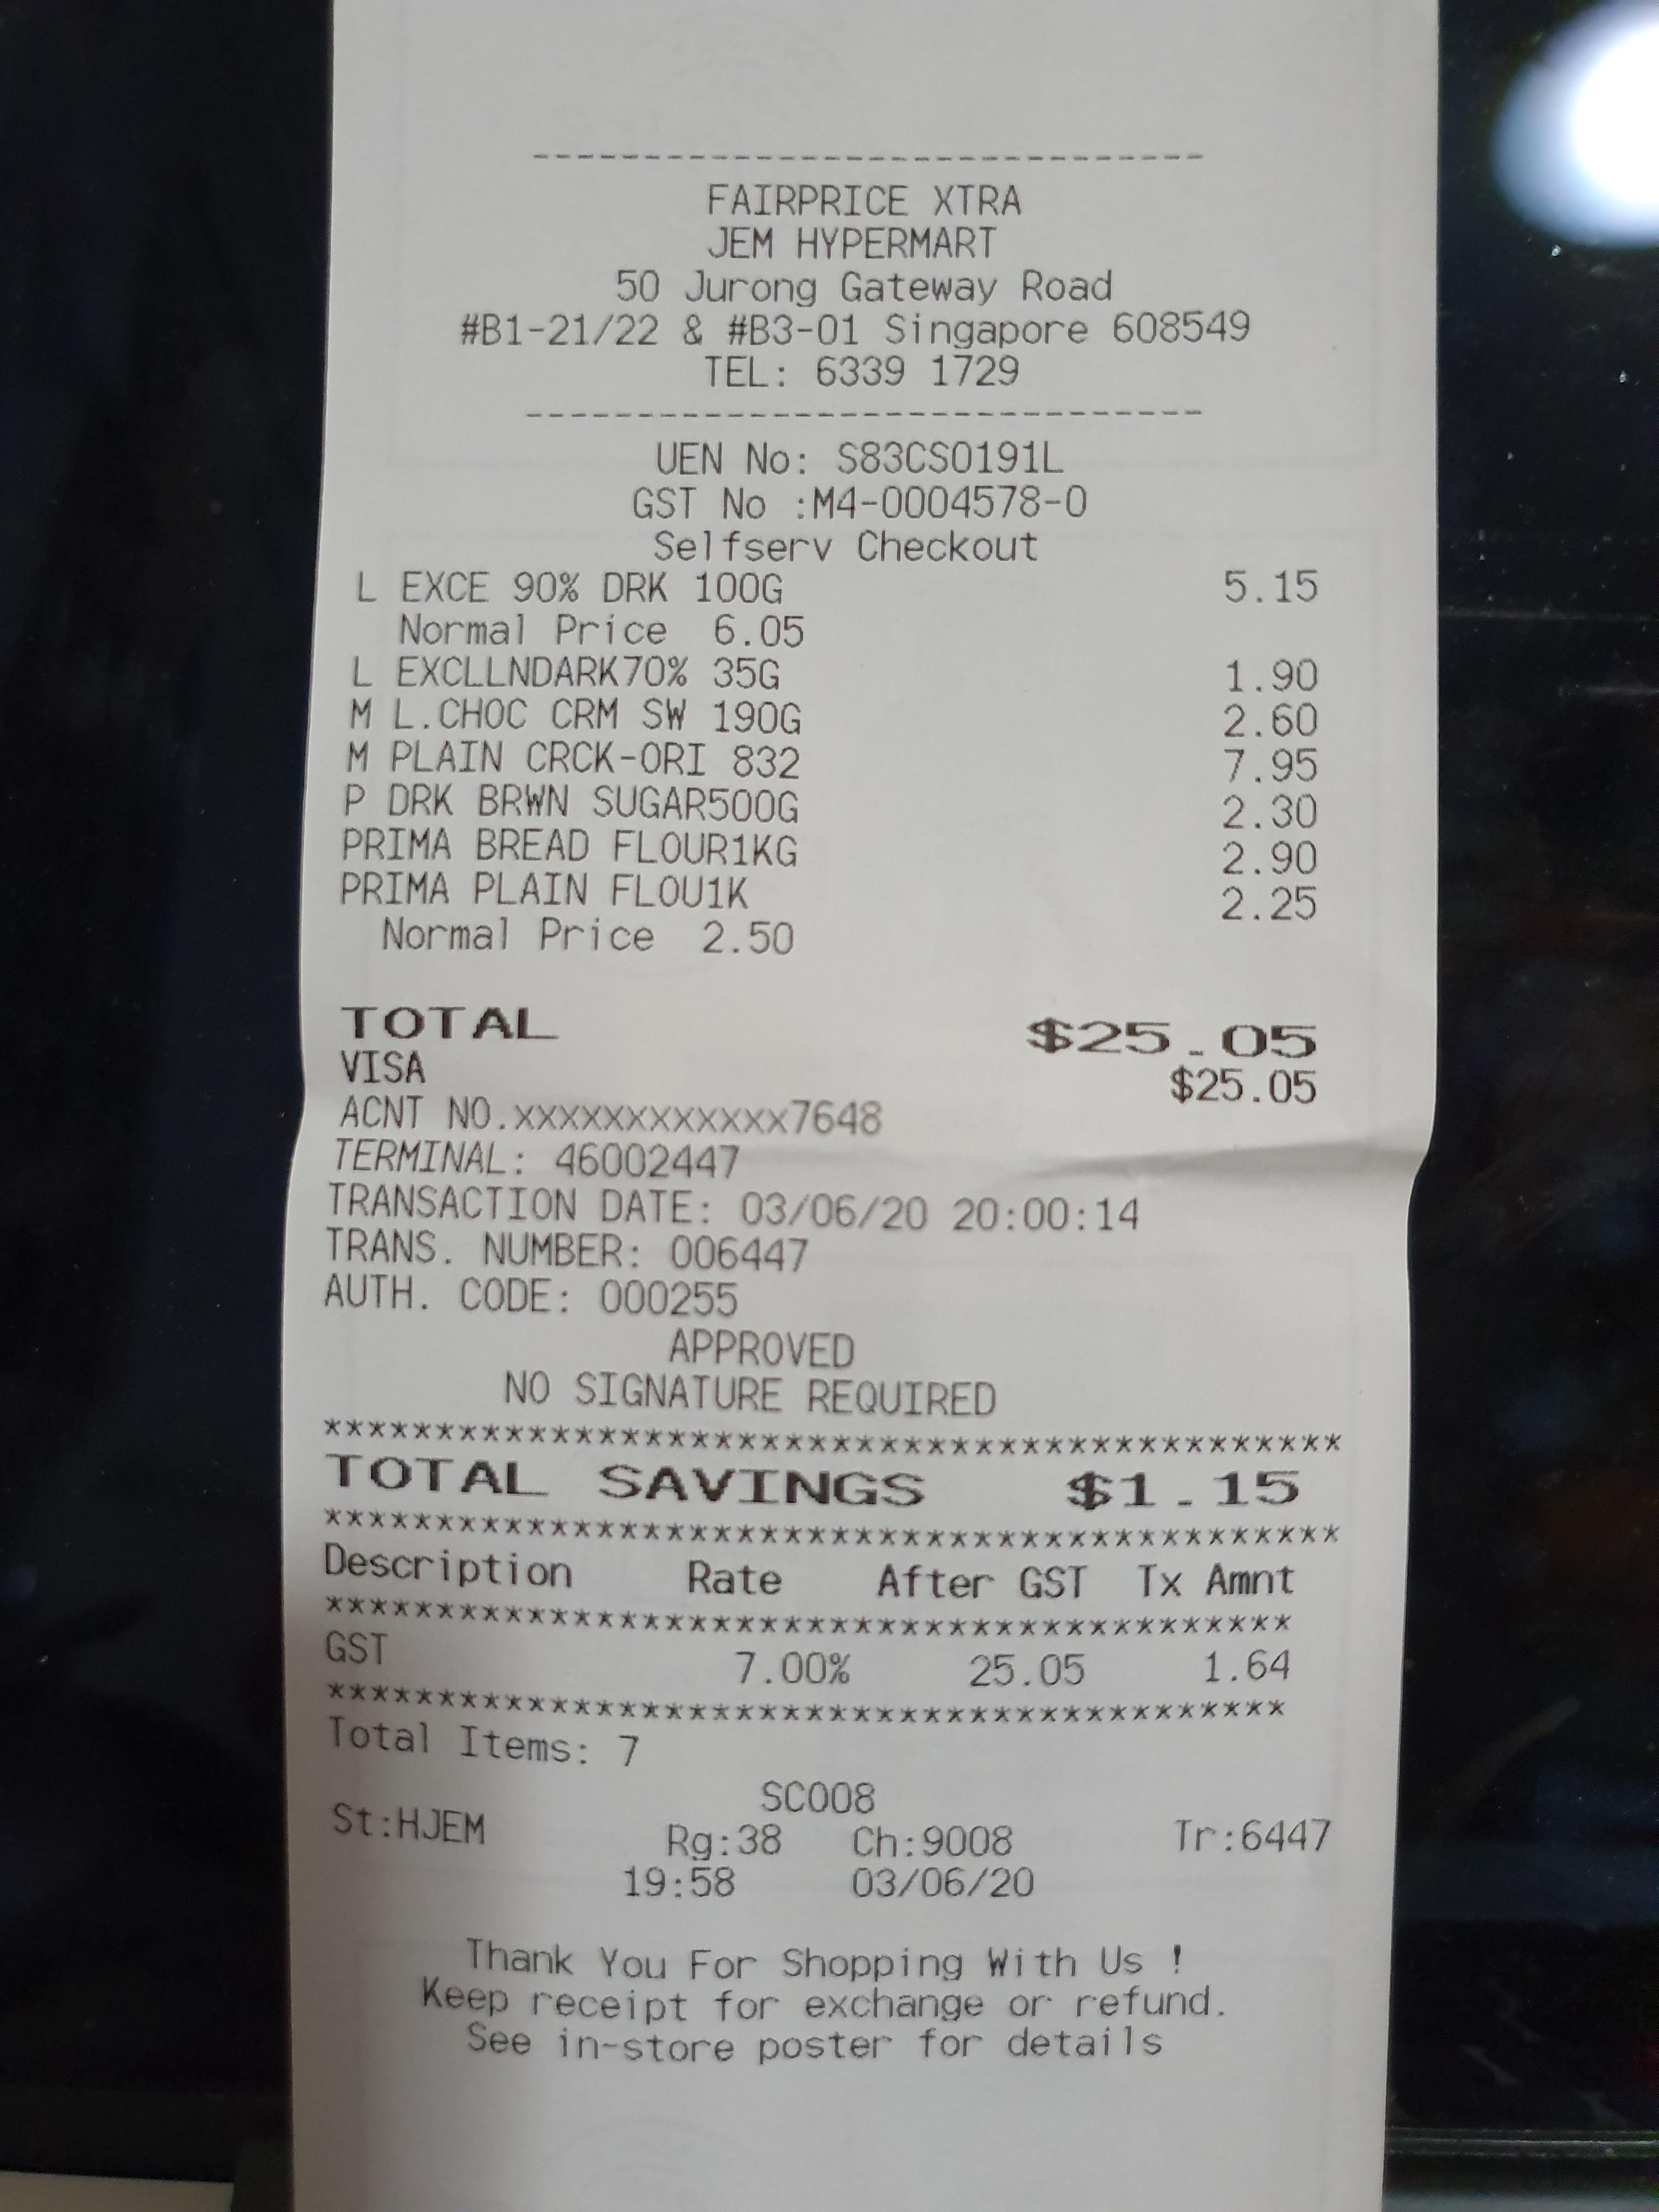 ------------------------------
FAIRPRICE XTRA
JEM HYPERMART
50 Jurong Gateway Road
#B1-21/22 & #B3-01 Singapore 608549
TEL: 6339 1729
------------------------------
UEN No: S83CS0191L
GST No :M4-0004578-0
Selfserv Checkout
L EXCE 90% DRK 100G 5.15
Normal Price 6.05
L EXCLLNDARK70% 35G 1.90
M L.CHOC CRM SW 190G 2.60
M PLAIN CRCK-ORI 832 7.95
P DRK BRWN SUGAR500G 2.30
PRIMA BREAD FLOUR1KG 2.90
PRIMA PLAIN FLOU1K 2.25
Normal Price 2.50
TOTAL $25.05
VISA $25.05
ACNT NO.xxxxxxxxxxxx7648
TERMINAL: 46002447
TRANSACTION DATE: 03/06/20 20:00:14
TRANS. NUMBER: 006447
AUTH. CODE: 000255
APPROVED
NO SIGNATURE REQUIRED
********************************************
TOTAL SAVINGS $1.15
********************************************
Description Rate After GST Tx Amnt
******************************************
GST 7.00% 25.05 1.64
******************************************
Total Items: 7
SC008
St:HJEM Rg:38 Ch:9008 Tr:6447
19:58 03/06/20
Thank You For Shopping With Us !
Keep receipt for exchange or refund.
See in-store poster for details